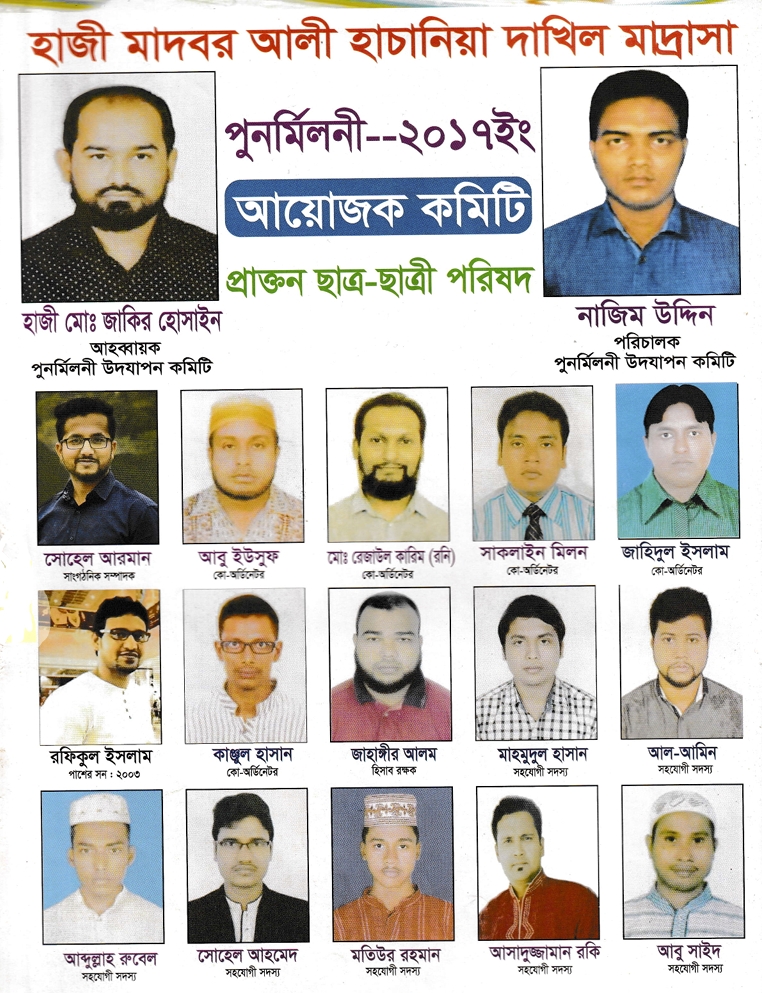 হাজী মাদবর আলী হাচানিয়া দাখিল মাদ্রাসা
পুনর্মিলনী--২০১৭ইং
আয়োজক কমিটি
প্রাক্তন ছাত্র-ছাত্রী পরিষদ
হাজী মোঃ জাকির হোসাইন
আহব্বায়ক
পুনর্মিলনী উদযাপন কমিটি
নাজিম উদ্দিন
পরিচালক
পুনর্মিলনী উদযাপন কমিটি
সোহেল আরমান
সাংগঠনিক সম্পাদক
আবু ইউসুফ
কো-অর্ডিনেটর
মোঃ রেজাউল কারিম (রনি)
কো-অর্ডিনেটর
সাকলাইন মিলন
কো-অর্ডিনেটর
জাহিদুল ইসলাম
কো-অর্ডিনেটর
রফিকুল ইসলাম
পাশের সন : ২০০৩
কাঞ্জুল হাসান
কো-অর্ডিনেটর
জাহাঙ্গীর আলম
হিসাব রক্ষক
মাহমুদুল হাসান
সহযোগী সদস্য
আল-আমিন
সহযোগী সদস্য
আব্দুল্লাহ রুবেল
সহযোগী সদস্য
সোহেল আহমেদ
সহযোগী সদস্য
মতিউর রহমান
সহযোগী সদস্য
আসাদুজ্জামান রকি
সহযোগী সদস্য
আবু সাইদ
সহযোগী সদস্য